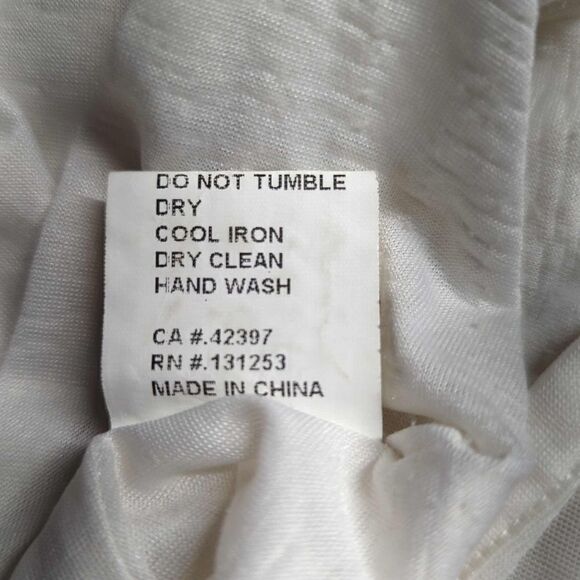 DO NOT TUMBLE
DRY
COOL IRON
DRY CLEAN
HAND WASH
CA #.42397
RN #.131253
MADE IN CHINA